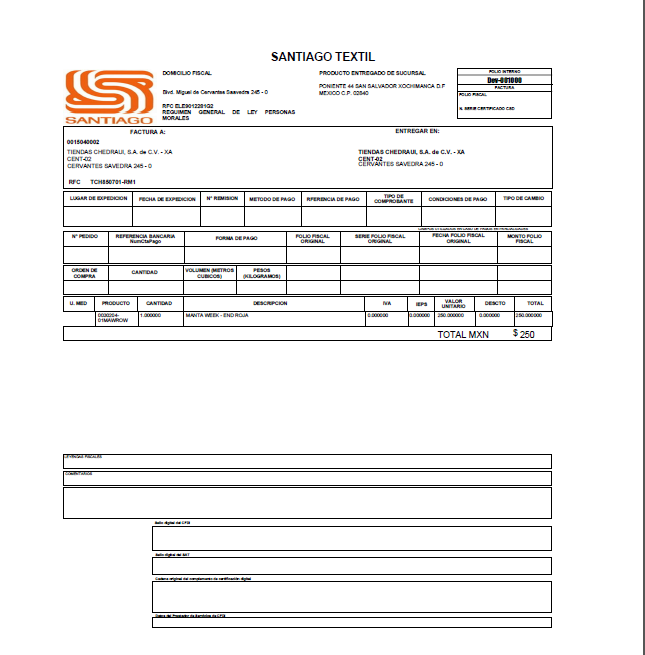 SANTIAGO TEXTIL
SANTIAGO
DOMICILIO FISCAL
Blvd. Miguel de Cervantes Saavedra 245 - 0
RFC ELE9012281G2
REQUIMEN GENERAL DE LEY PERSONAS MORALES
PRODUCTO ENTREGADO DE SUCURSAL
PONIENTE 44 SAN SALVADOR XOCHIMANCA D.F
MÉXICO C.P. 02840
FOLIO INTERNO
Dev-001000
FACTURA
FOLIO FISCAL
N. SERIE CERTIFICADO CSD
FACTURA A:
0015040002
TIENDAS CHEDRAUI, S.A. de C.V. - XA
CENT-02
CERVANTES SAVEDRA 245 - 0
RFC TCH850701-RM1
ENTREGAR EN:
TIENDAS CHEDRAUI, S.A. de C.V. - XA
CENT-02
CERVANTES SAVEDRA 245 - 0
LUGAR DE EXPEDICION FECHA DE EXPEDICION N° REMISION METODO DE PAGO RFERENCIA DE PAGO TIPO DE COMPROBANTE CONDICIONES DE PAGO TIPO DE CAMBIO
N° PEDIDO REFERENCIA BANCARIA NumCtaPago FORMA DE PAGO FOLIO FISCAL ORIGINAL SERIE FOLIO FISCAL ORIGINAL FECHA FOLIO FISCAL ORIGINAL MONTO FOLIO FISCAL
ORDEN DE COMPRA CANTIDAD VOLUMEN (METROS CUBICOS) PESOS (KILOGRAMOS)
U. MED PRODUCTO CANTIDAD DESCRIPCION IVA IEPS VALOR UNITARIO DESCTO TOTAL
0030204-01MAWROW 1.000000 MANTA WEEK - END ROJA 0.000000 0.000000 250.000000 0.000000 250.000000
TOTAL MXN $ 250
LEYENDAS FISCALES
COMENTARIOS
Sello digital del CFDI
Sello digital del SAT
Cadena original del complemento de certificación digital
Datos del Proveedor de Servicios de CFDI